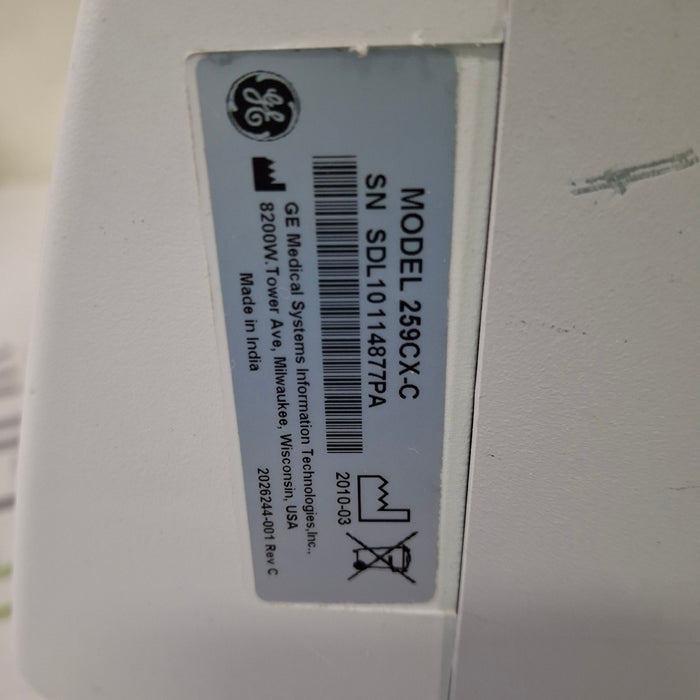 GE
MODEL 259CX-C
SN SDL10114877PA
GE Medical Systems Information Technologies,Inc.,
8200W.Tower Ave, Milwaukee, Wisconsin, USA
Made in India
2010-03
2026244-001 Rev C